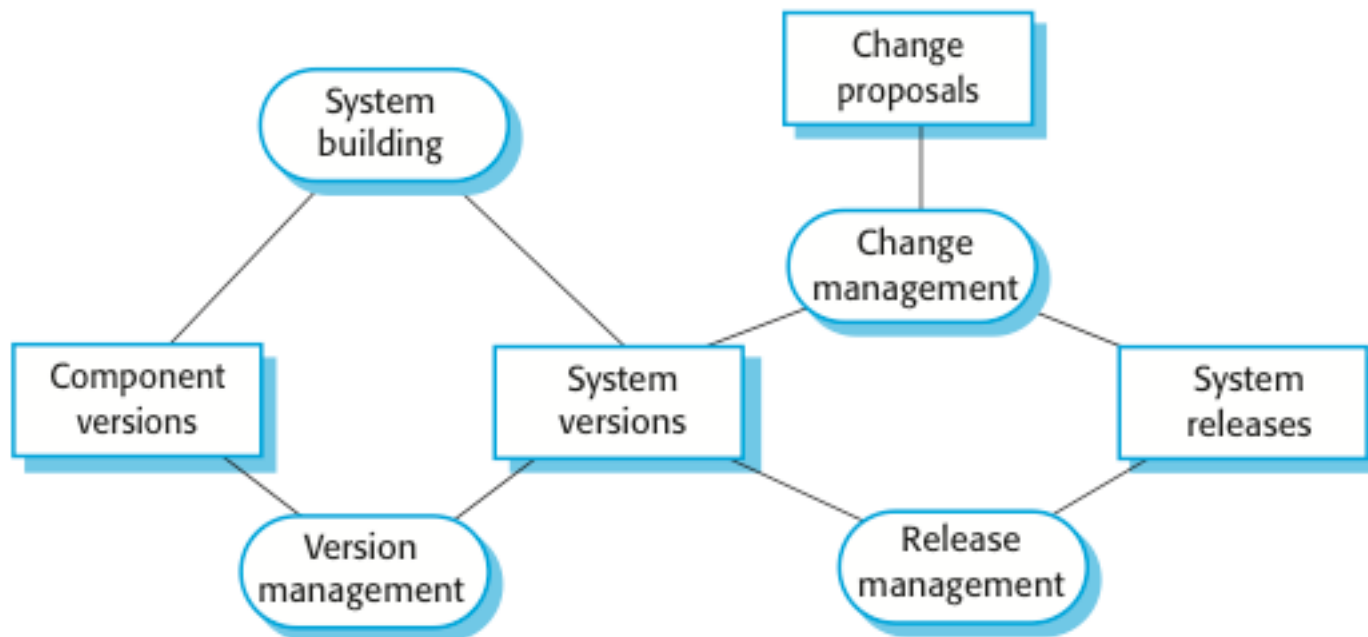 Change
proposals
System
building
Change
management
Component
versions
System
versions
System
releases
Version
management
Release
management